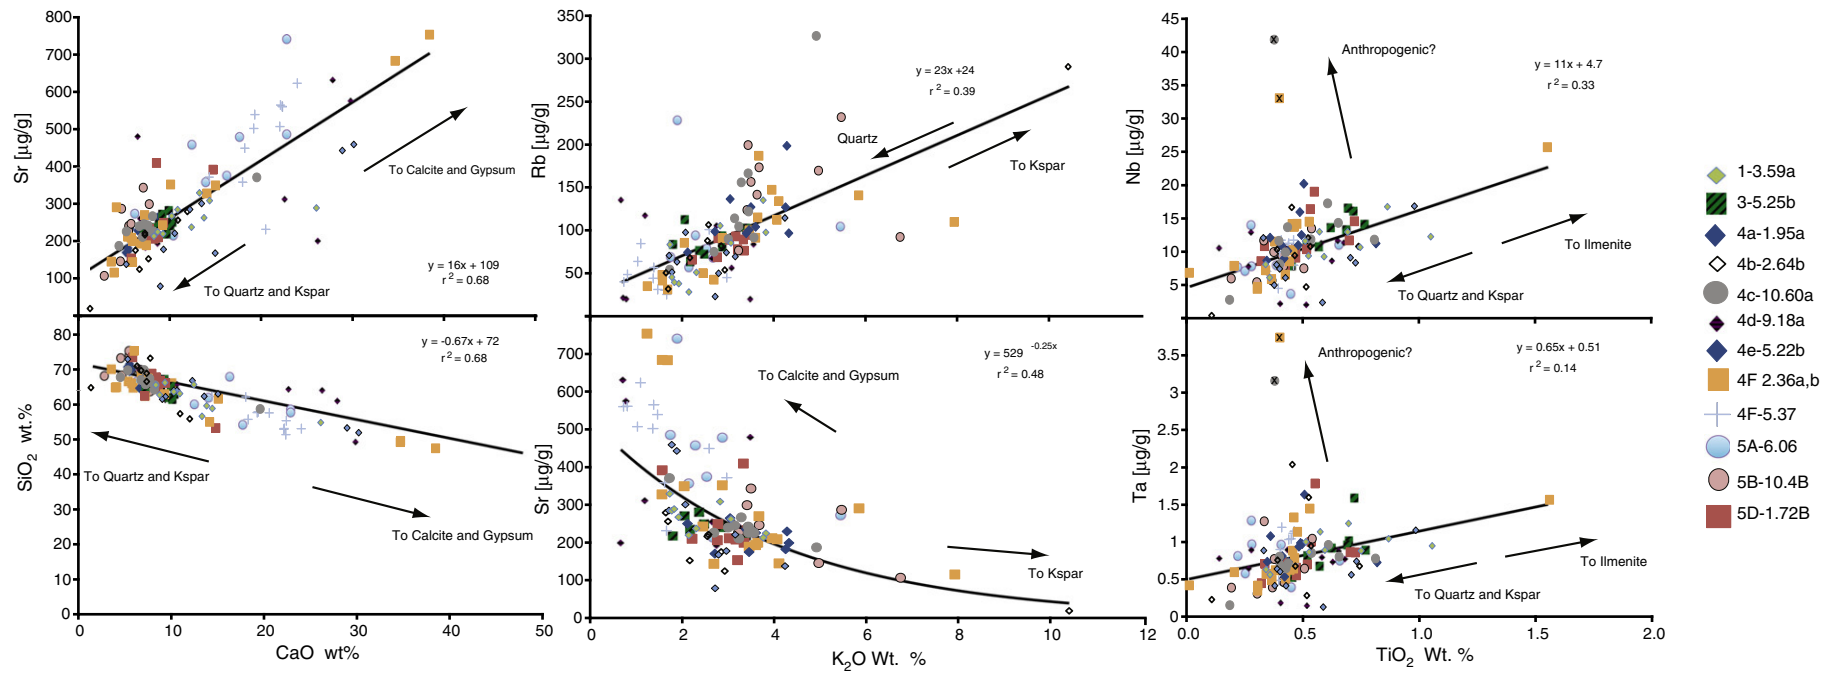 800
700
600
500
400
300
200
100
Sr [µg/g]
To Calcite and Gypsum
y = 16x + 109
r² = 0.68
To Quartz and Kspar
350
300
250
200
150
100
50
Rb [µg/g]
y = 23x +24
r² = 0.39
Quartz
To Kspar
45
40
35
30
25
20
15
10
5
Nb [µg/g]
Anthropogenic?
y = 11x + 4.7
r² = 0.33
To Ilmenite
To Quartz and Kspar
x
x
80
70
60
50
40
30
20
10
0
SiO₂ wt.%
y = -0.67x + 72
r² = 0.68
To Quartz and Kspar
To Calcite and Gypsum
0
10
20
30
40
50
CaO wt%
700
600
500
400
300
200
100
0
Sr [µg/g]
y = 529 -0.25x
r² = 0.48
To Calcite and Gypsum
To Kspar
0
2
4
6
8
10
12
K₂O Wt. %
3.5
3
2.5
2
1.5
1
0.5
0
Ta [µg/g]
Anthropogenic?
y = 0.65x + 0.51
r² = 0.14
To Ilmenite
To Quartz and Kspar
x
x
0.0
0.5
1.0
1.5
2.0
TiO₂ Wt. %
1-3.59a
3-5.25b
4a-1.95a
4b-2.64b
4c-10.60a
4d-9.18a
4e-5.22b
4F 2.36a,b
4F-5.37
5A-6.06
5B-10.4B
5D-1.72B